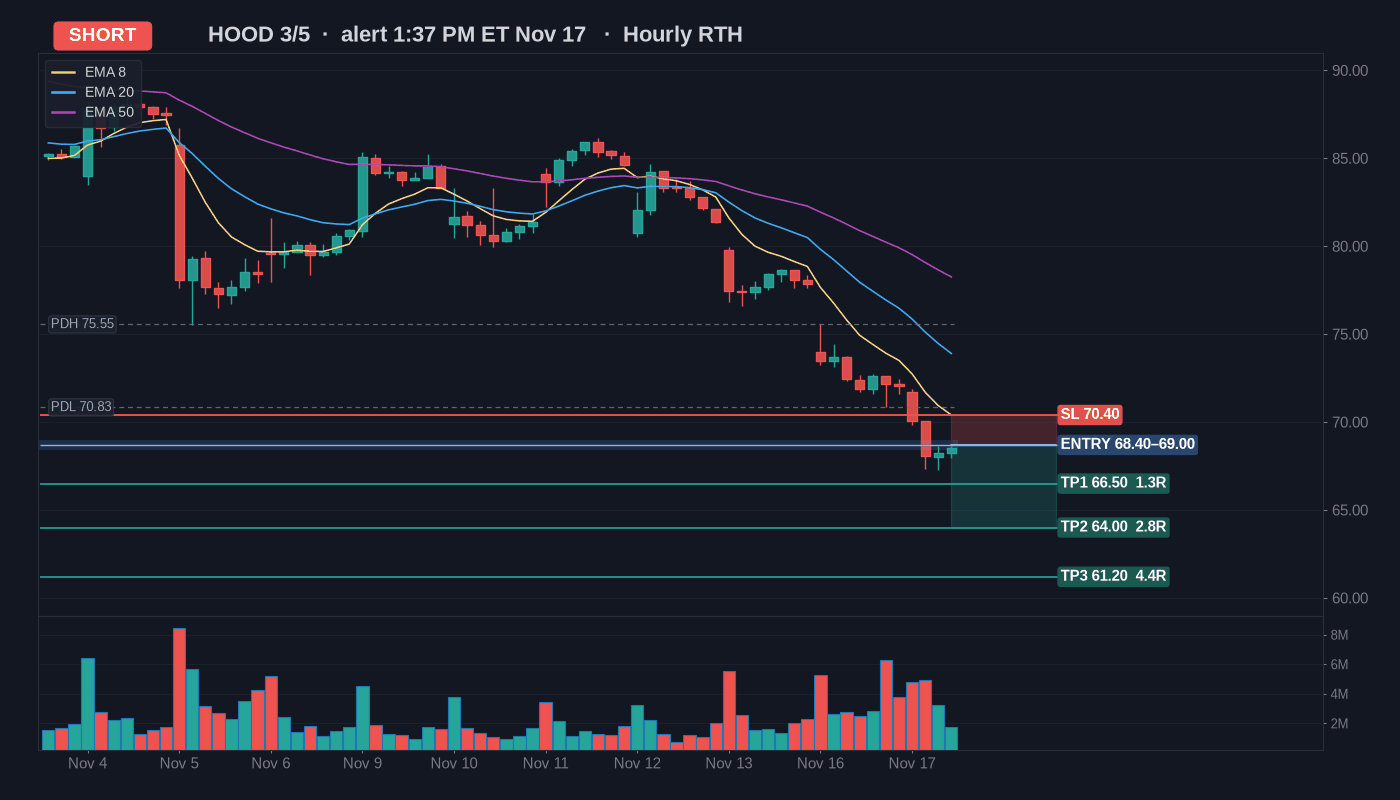 SHORT
HOOD 3/5 · alert 1:37 PM ET Nov 17 · Hourly RTH
EMA 8
EMA 20
EMA 50
90.00
85.00
80.00
75.00
70.00
65.00
60.00
PDH 75.55
PDL 70.83
SL 70.40
ENTRY 68.40–69.00
TP1 66.50 1.3R
TP2 64.00 2.8R
TP3 61.20 4.4R
8M
6M
4M
2M
Nov 4
Nov 5
Nov 6
Nov 9
Nov 10
Nov 11
Nov 12
Nov 13
Nov 16
Nov 17